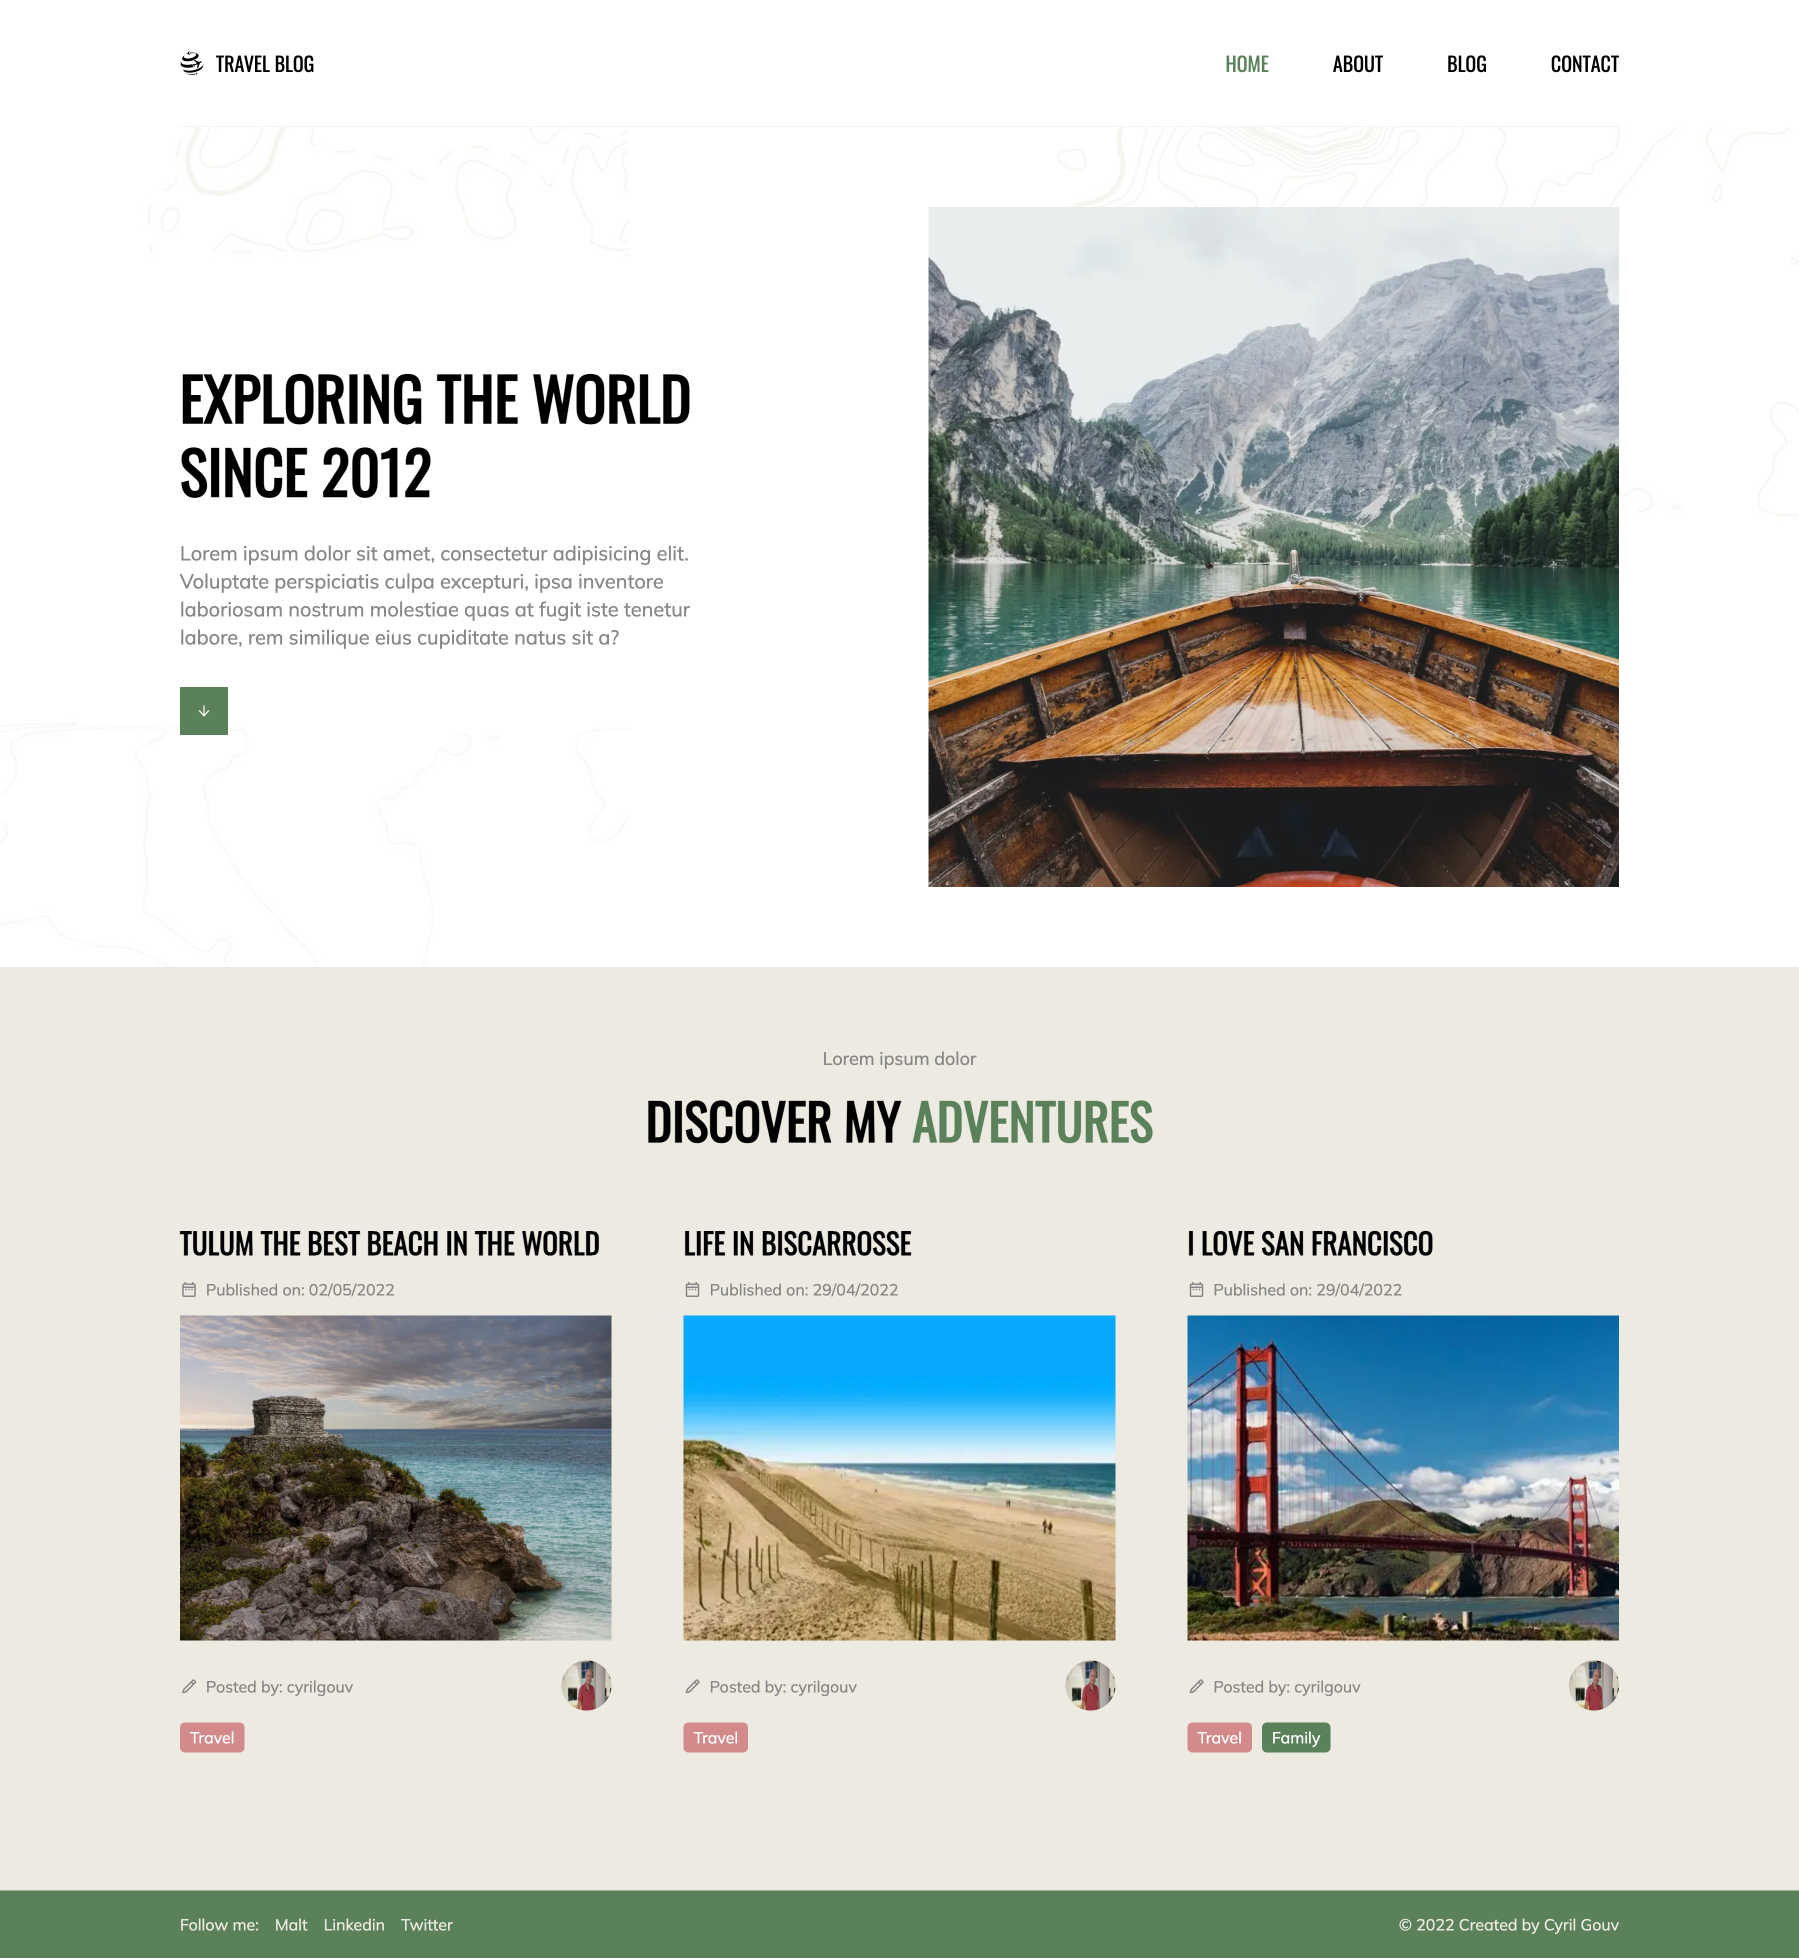 TRAVEL BLOG
HOME ABOUT BLOG CONTACT
EXPLORING THE WORLD
SINCE 2012
Lorem ipsum dolor sit amet, consectetur adipisicing elit.
Voluptate perspiciatis culpa excepturi, ipsa inventore
laboriosam nostrum molestiae quas at fugit iste tenetur
labore, rem similique eius cupiditate natus sit a?
Lorem ipsum dolor
DISCOVER MY ADVENTURES
TULUM THE BEST BEACH IN THE WORLD
Published on: 02/05/2022
Posted by: cyrilgouv
Travel
LIFE IN BISCARROSSE
Published on: 29/04/2022
Posted by: cyrilgouv
Travel
I LOVE SAN FRANCISCO
Published on: 29/04/2022
Posted by: cyrilgouv
Travel Family
Follow me: Malt Linkedin Twitter
© 2022 Created by Cyril Gouv